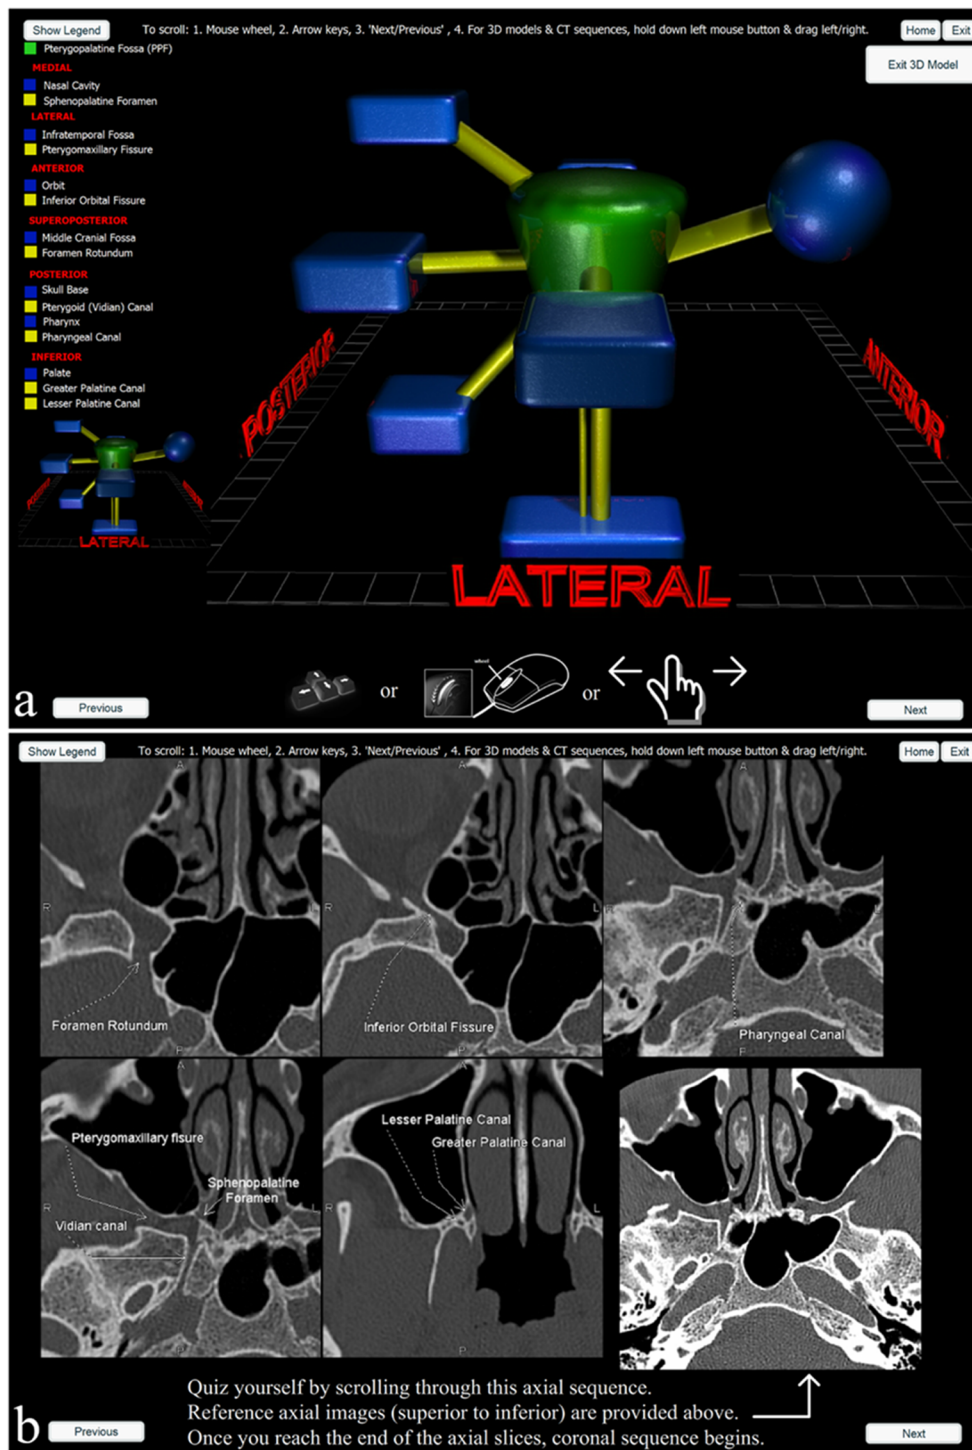 Show Legend
To scroll: 1. Mouse wheel, 2. Arrow keys, 3. 'Next/Previous' , 4. For 3D models & CT sequences, hold down left mouse button & drag left/right.
Home
Exit
Exit 3D Model
Pterygopalatine Fossa (PPF)
MEDIAL
Nasal Cavity
Sphenopalatine Foramen
LATERAL
Infratemporal Fossa
Pterygomaxillary Fissure
ANTERIOR
Orbit
Inferior Orbital Fissure
SUPEROPOSTERIOR
Middle Cranial Fossa
Foramen Rotundum
POSTERIOR
Skull Base
Pterygoid (Vidian) Canal
Pharynx
Pharyngeal Canal
INFERIOR
Palate
Greater Palatine Canal
Lesser Palatine Canal
POSTERIOR
ANTERIOR
LATERAL
LATERAL
wheel
or
or
a
Previous
Next
Show Legend
To scroll: 1. Mouse wheel, 2. Arrow keys, 3. 'Next/Previous' , 4. For 3D models & CT sequences, hold down left mouse button & drag left/right.
Home
Exit
A
A
A
R
L
R
L
R
L
Foramen Rotundum
Inferior Orbital Fissure
Pharyngeal Canal
P
P
P
A
A
Pterygomaxillary fisure
Sphenopalatine
Foramen
Vidian canal
Lesser Palatine Canal
Greater Palatine Canal
R
L
R
L
P
P
Quiz yourself by scrolling through this axial sequence.
Reference axial images (superior to inferior) are provided above.
Once you reach the end of the axial slices, coronal sequence begins.
b
Previous
Next